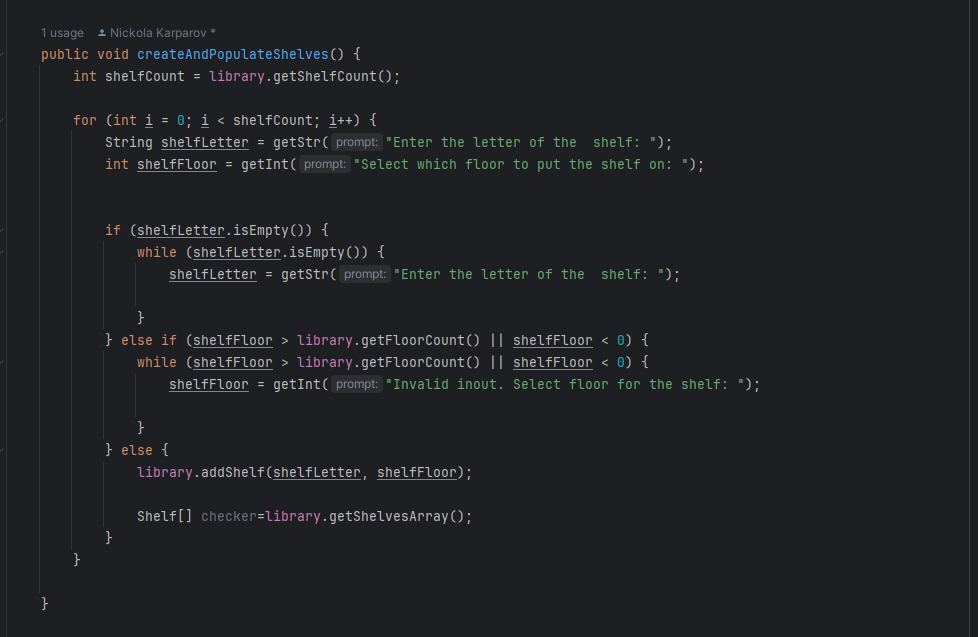 1 usage Nickola Karparov *
public void createAndPopulateShelves() {
int shelfCount = library.getShelfCount();
for (int i = 0; i < shelfCount; i++) {
String shelfLetter = getStr( prompt: "Enter the letter of the  shelf: ");
int shelfFloor = getInt( prompt: "Select which floor to put the shelf on: ");
if (shelfLetter.isEmpty()) {
while (shelfLetter.isEmpty()) {
shelfLetter = getStr( prompt: "Enter the letter of the  shelf: ");
}
} else if (shelfFloor > library.getFloorCount() || shelfFloor < 0) {
while (shelfFloor > library.getFloorCount() || shelfFloor < 0) {
shelfFloor = getInt( prompt: "Invalid inout. Select floor for the shelf: ");
}
} else {
library.addShelf(shelfLetter, shelfFloor);
Shelf[] checker=library.getShelvesArray();
}
}
}